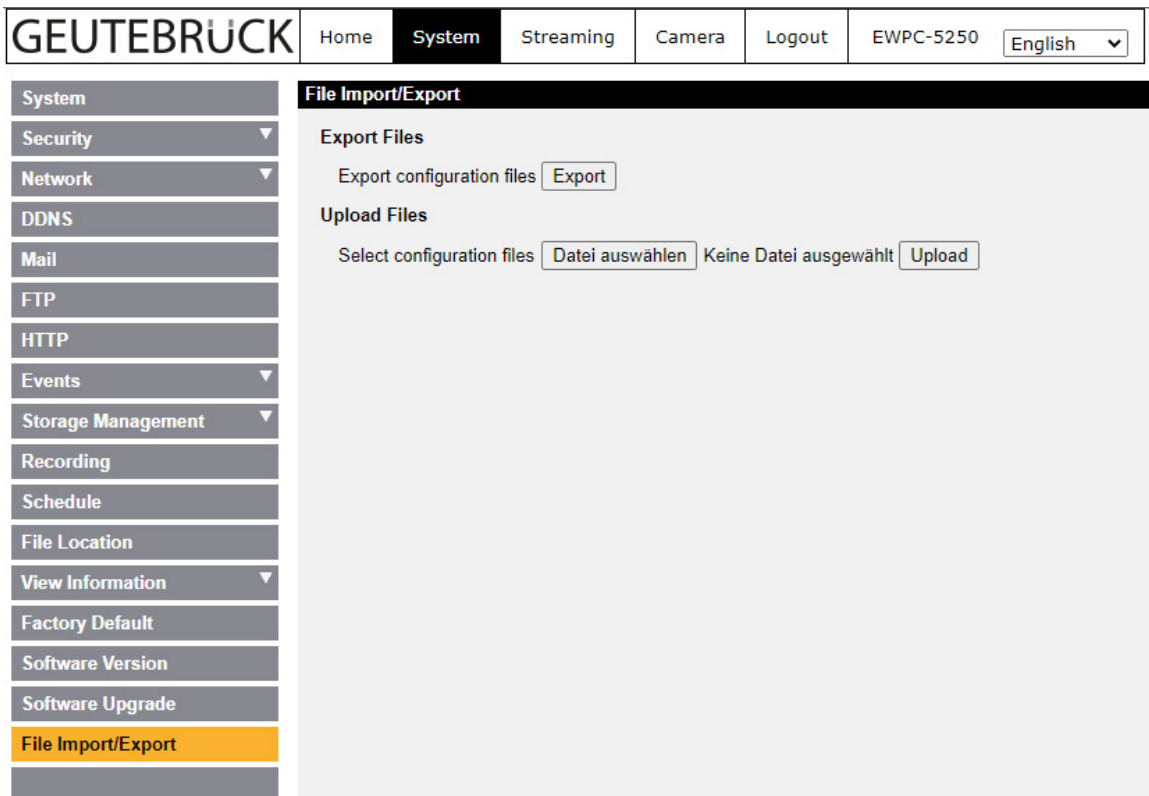 GEUTEBRÜCK Home System Streaming Camera Logout EWPC-5250 English
System
Security
Network
DDNS
Mail
FTP
HTTP
Events
Storage Management
Recording
Schedule
File Location
View Information
Factory Default
Software Version
Software Upgrade
File Import/Export
File Import/Export
Export Files
Export configuration files Export
Upload Files
Select configuration files Datei auswählen Keine Datei ausgewählt Upload